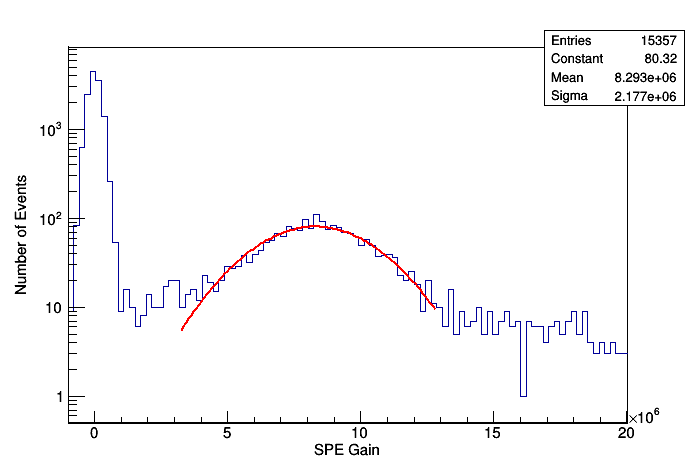 Entries 15357
Constant 80.32
Mean 8.293e+06
Sigma 2.177e+06
Number of Events
10³
10²
10
1
0 5 10 15 20
×10⁶
SPE Gain